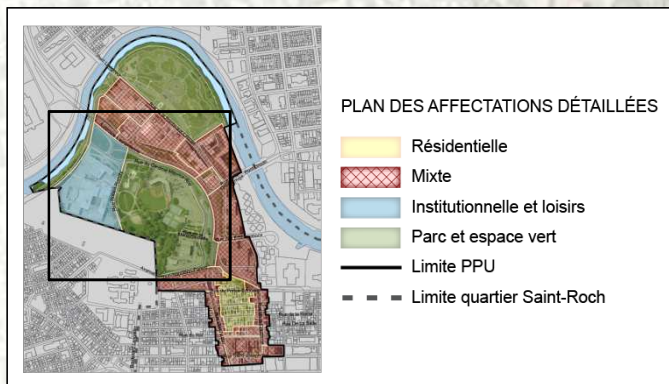 PLAN DES AFFECTATIONS DÉTAILLÉES
Résidentielle
Mixte
Institutionnelle et loisirs
Parc et espace vert
Limite PPU
Limite quartier Saint-Roch